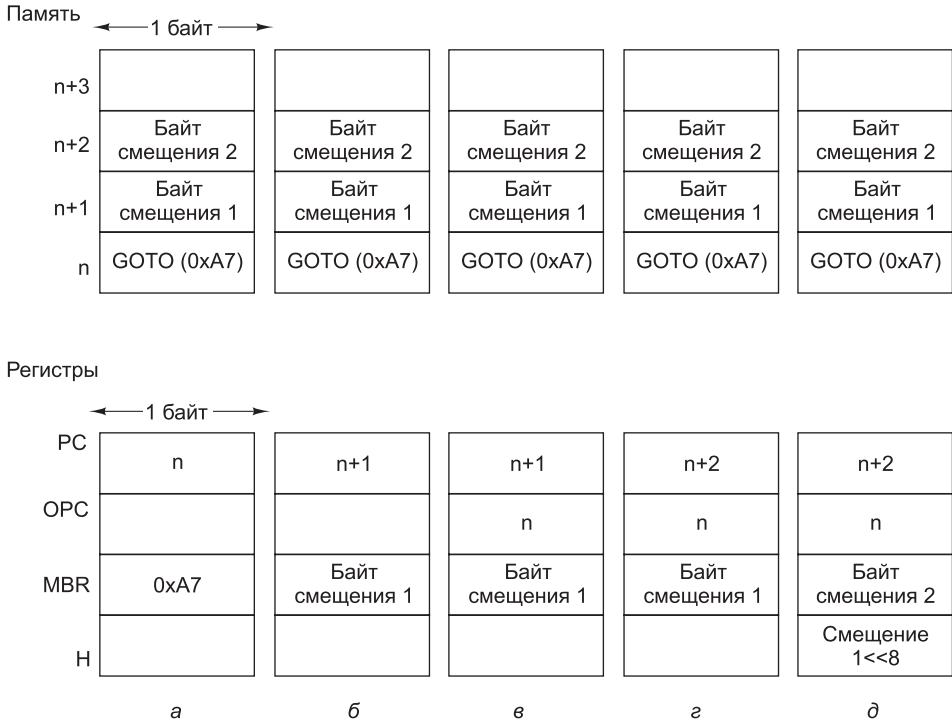 Память
1 байт
n+3
n+2
Байт
смещения 2
Байт
смещения 2
Байт
смещения 2
Байт
смещения 2
Байт
смещения 2
n+1
Байт
смещения 1
Байт
смещения 1
Байт
смещения 1
Байт
смещения 1
Байт
смещения 1
n
GOTO (0xA7)
GOTO (0xA7)
GOTO (0xA7)
GOTO (0xA7)
GOTO (0xA7)
Регистры
1 байт
PC
n
n+1
n+1
n+2
n+2
OPC
n
n
n
MBR
0xA7
Байт
смещения 1
Байт
смещения 1
Байт
смещения 1
Байт
смещения 2
H
Смещение
1<<8
а
б
в
г
д